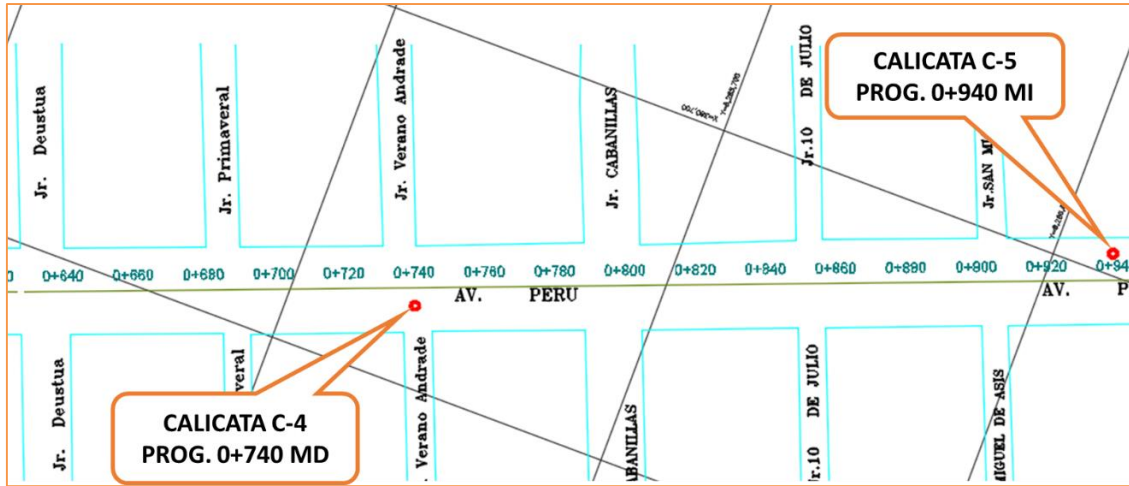 CALICATA C-5
PROG. 0+940 MI
Jr. Deustua
Jr. Primaveral
Jr. Verano Andrade
Jr. CABANILLAS
Jr.10 DE JULIO
Jr.SAN
0+640 0+660 0+680 0+700 0+720 0+740 0+760 0+780 0+800 0+820 0+840 0+860 0+880 0+900 0+920 0+94
AV. PERU
AV. P
Jr. Deustua
veral
Verano Andrade
ABANILLAS
Jr.10 DE JULIO
MIGUEL DE ASIS
CALICATA C-4
PROG. 0+740 MD